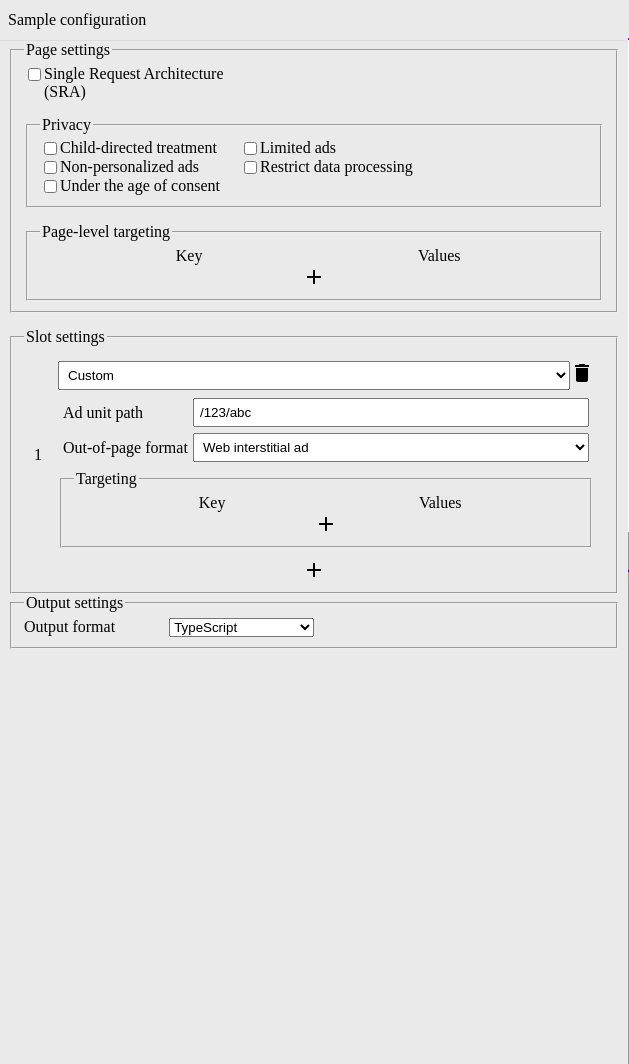 Sample configuration
Page settings
Single Request Architecture
(SRA)
Privacy
Child-directed treatment Limited ads
Non-personalized ads Restrict data processing
Under the age of consent
Page-level targeting
Key Values
Slot settings
Custom
Ad unit path /123/abc
1
Out-of-page format Web interstitial ad
Targeting
Key Values
Output settings
Output format TypeScript